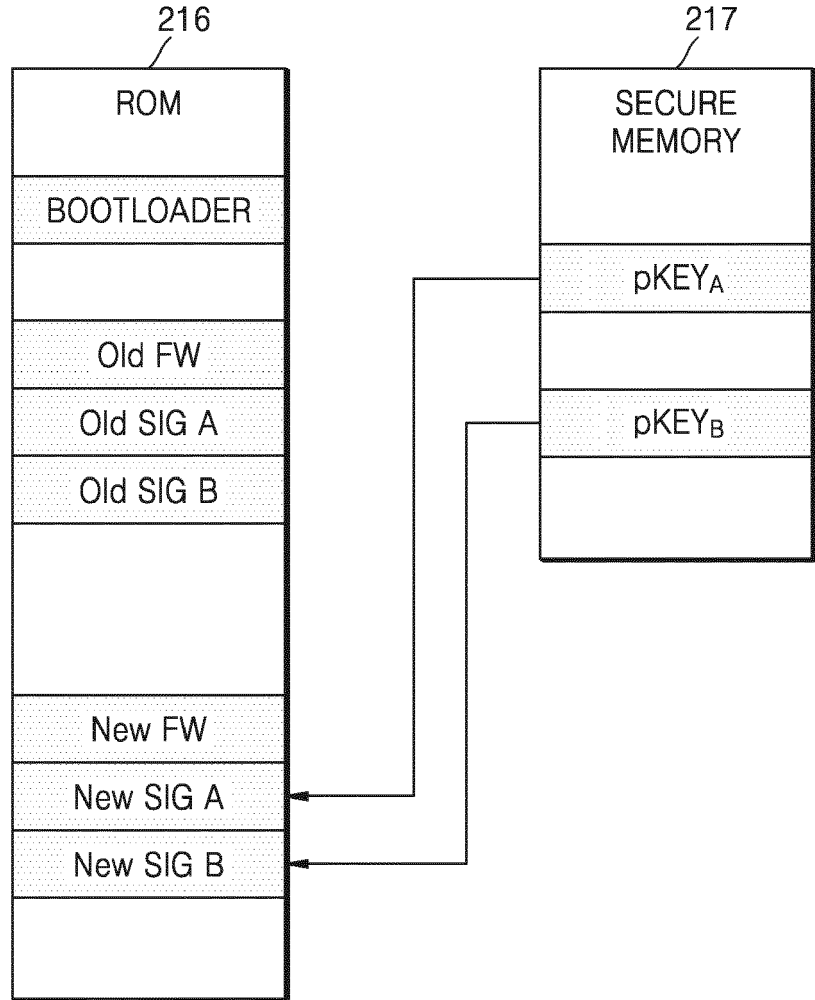 216
ROM
BOOTLOADER
Old FW
Old SIG A
Old SIG B
New FW
New SIG A
New SIG B
217
SECURE
MEMORY
pKEYA
pKEYB